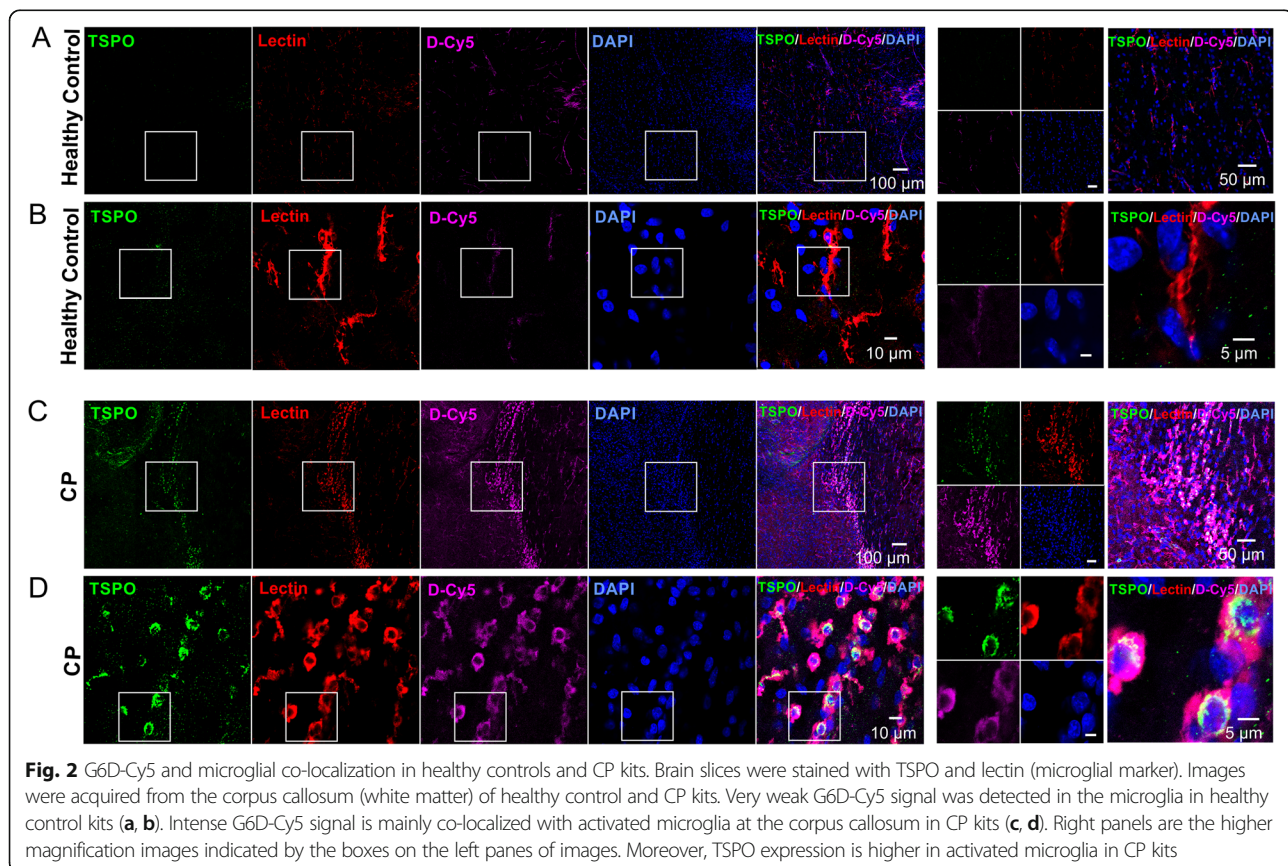 A
Healthy Control
TSPO
Lectin
D-Cy5
DAPI
TSPO/Lectin/D-Cy5/DAPI
100 µm
TSPO/Lectin/D-Cy5/DAPI
50 µm
B
Healthy Control
TSPO
Lectin
D-Cy5
DAPI
TSPO/Lectin/D-Cy5/DAPI
10 µm
TSPO/Lectin/D-Cy5/DAPI
5 µm
C
CP
TSPO
Lectin
D-Cy5
DAPI
TSPO/Lectin/D-Cy5/DAPI
100 µm
TSPO/Lectin/D-Cy5/DAPI
50 µm
D
CP
TSPO
Lectin
D-Cy5
DAPI
TSPO/Lectin/D-Cy5/DAPI
10 µm
TSPO/Lectin/D-Cy5/DAPI
5 µm
Fig. 2 G6D-Cy5 and microglial co-localization in healthy controls and CP kits. Brain slices were stained with TSPO and lectin (microglial marker). Images
were acquired from the corpus callosum (white matter) of healthy control and CP kits. Very weak G6D-Cy5 signal was detected in the microglia in healthy
control kits (a, b). Intense G6D-Cy5 signal is mainly co-localized with activated microglia at the corpus callosum in CP kits (c, d). Right panels are the higher
magnification images indicated by the boxes on the left panes of images. Moreover, TSPO expression is higher in activated microglia in CP kits